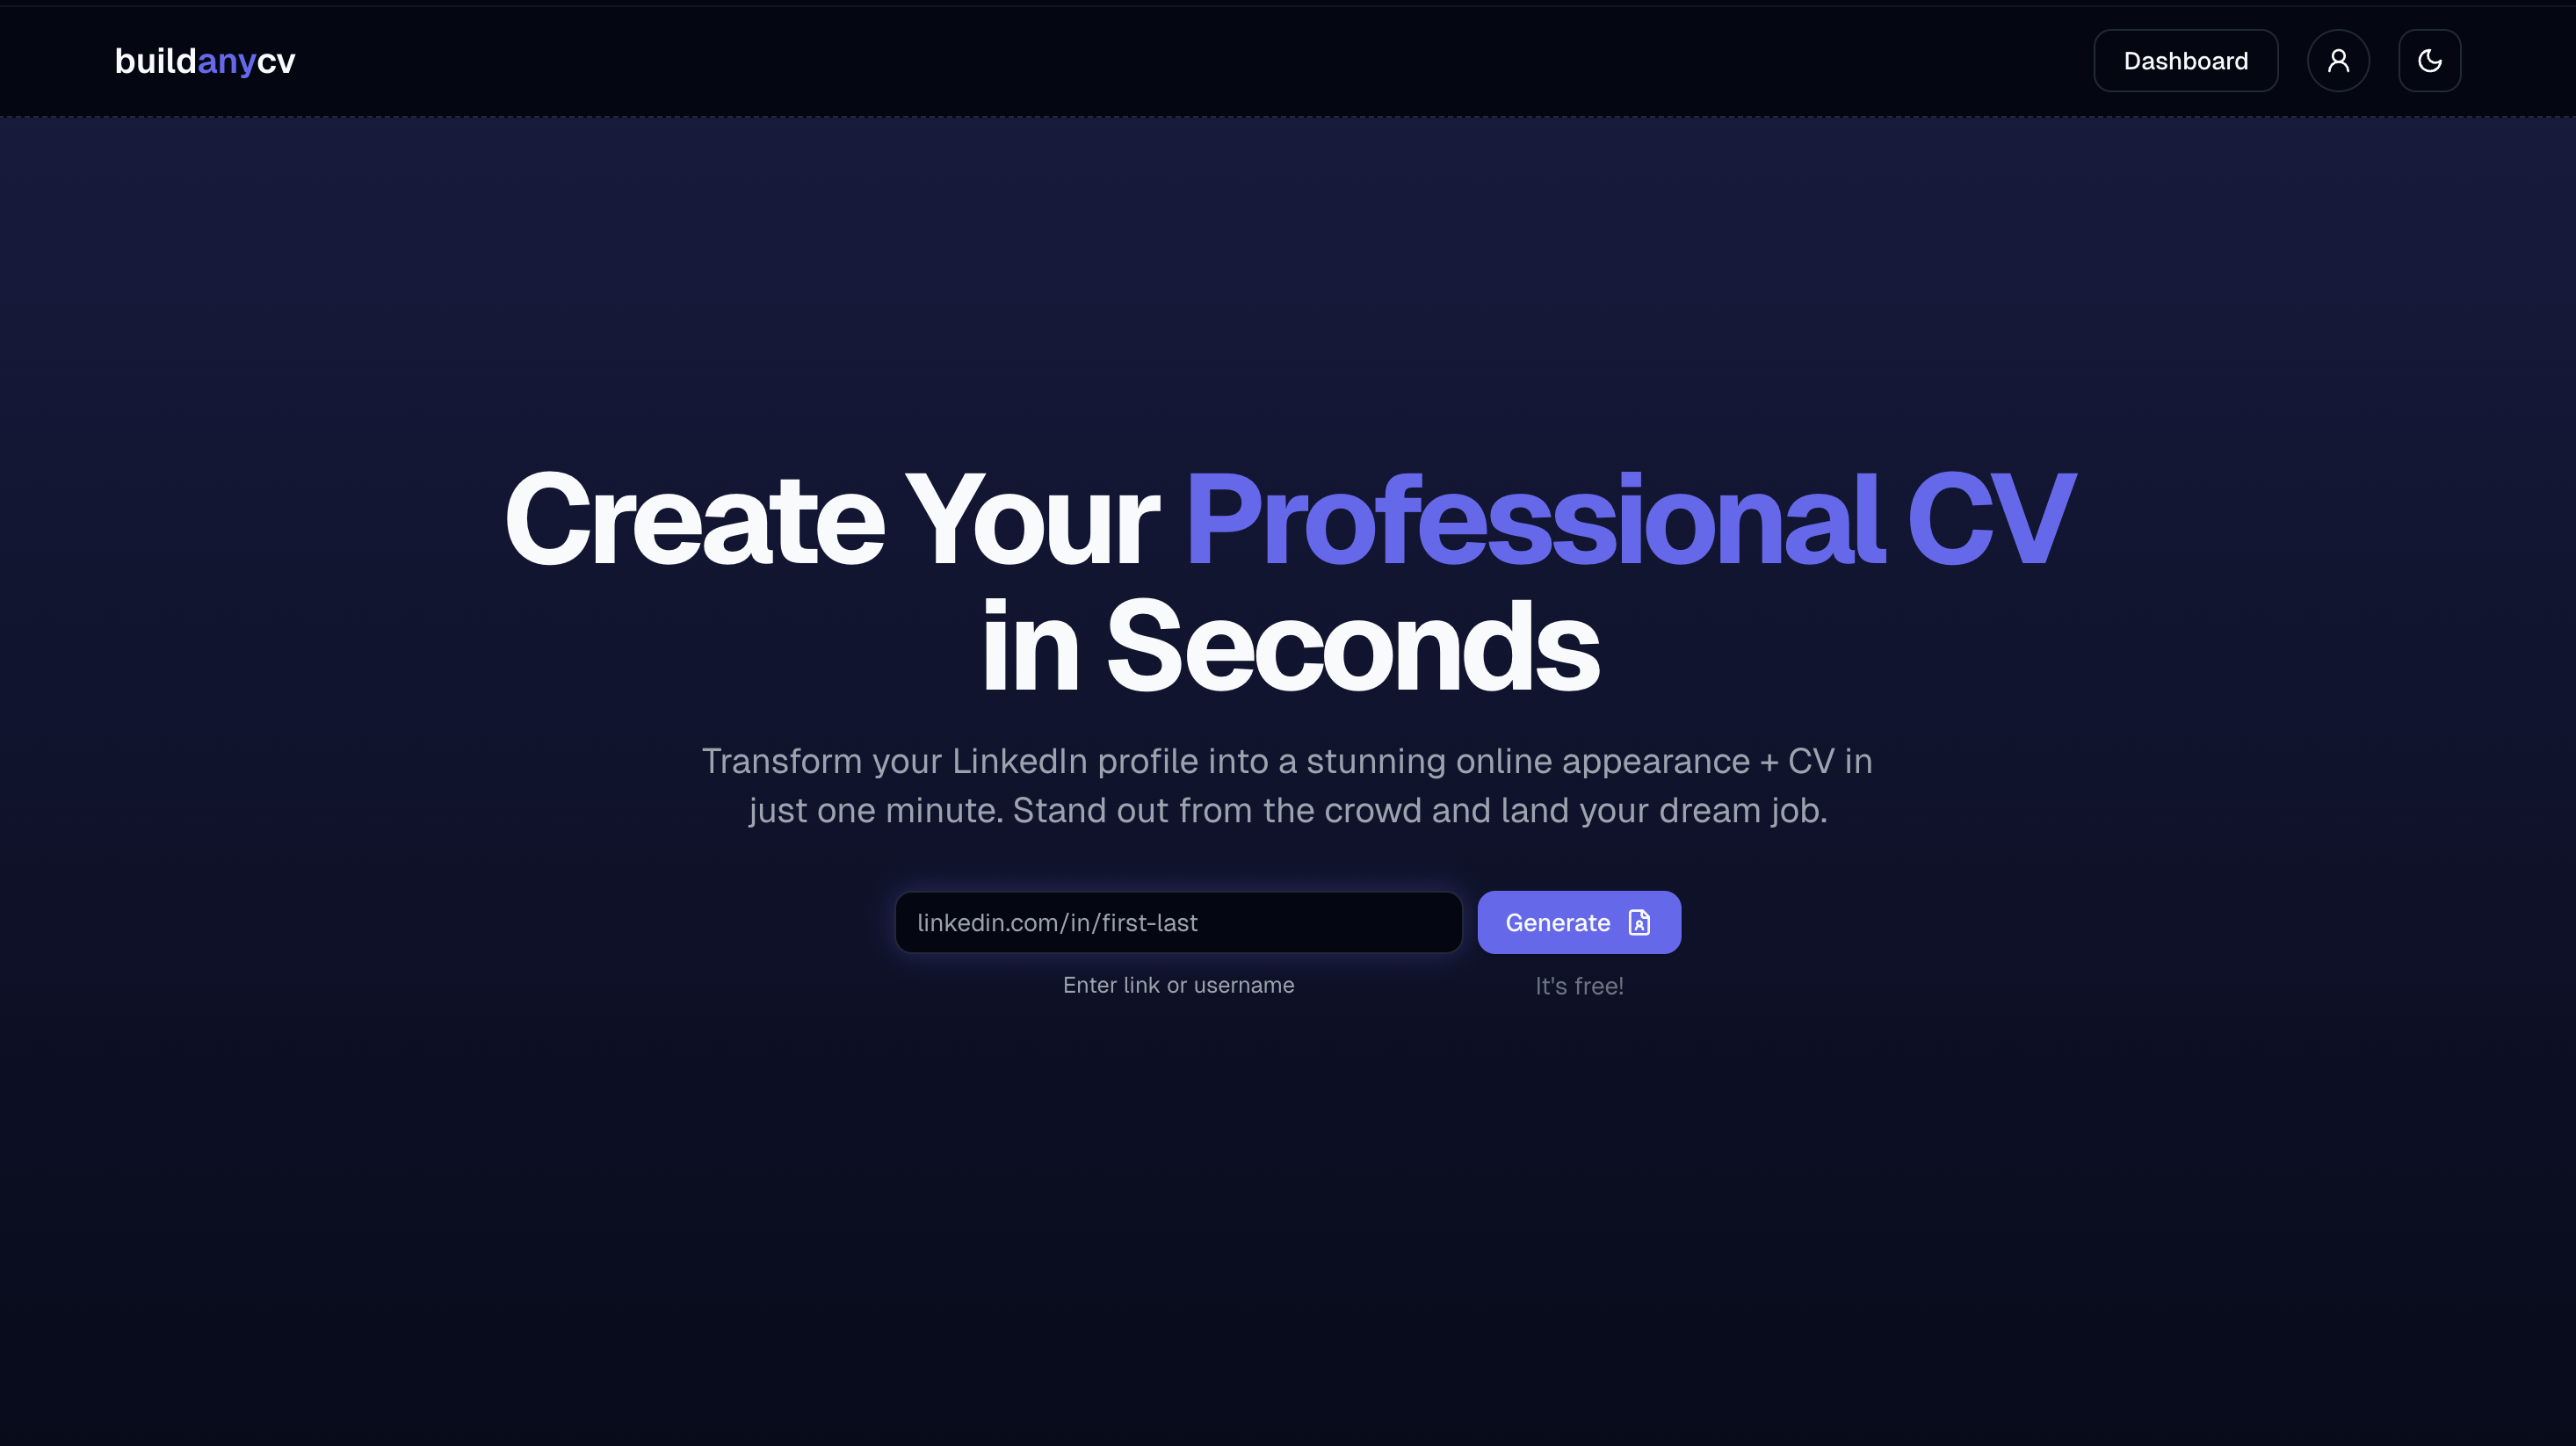 buildanycv
Dashboard
Create Your Professional CV
in Seconds
Transform your LinkedIn profile into a stunning online appearance + CV in
just one minute. Stand out from the crowd and land your dream job.
linkedin.com/in/first-last
Generate
Enter link or username
It's free!